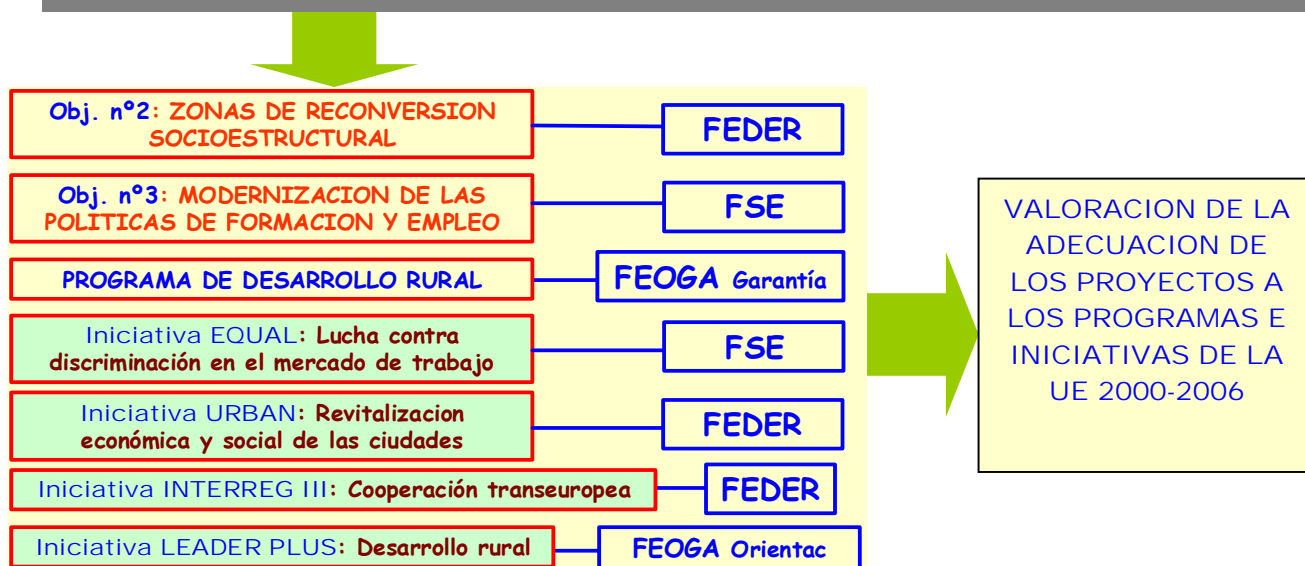 Obj. nº2: ZONAS DE RECONVERSION
SOCIOESTRUCTURAL
FEDER
Obj. nº3: MODERNIZACION DE LAS
POLITICAS DE FORMACION Y EMPLEO
FSE
PROGRAMA DE DESARROLLO RURAL
FEOGA Garantía
Iniciativa EQUAL: Lucha contra
discriminación en el mercado de trabajo
FSE
Iniciativa URBAN: Revitalizacion
económica y social de las ciudades
FEDER
Iniciativa INTERREG III: Cooperación transeuropea
FEDER
Iniciativa LEADER PLUS: Desarrollo rural
FEOGA Orientac
VALORACION DE LA
ADECUACION DE
LOS PROYECTOS A
LOS PROGRAMAS E
INICIATIVAS DE LA
UE 2000-2006